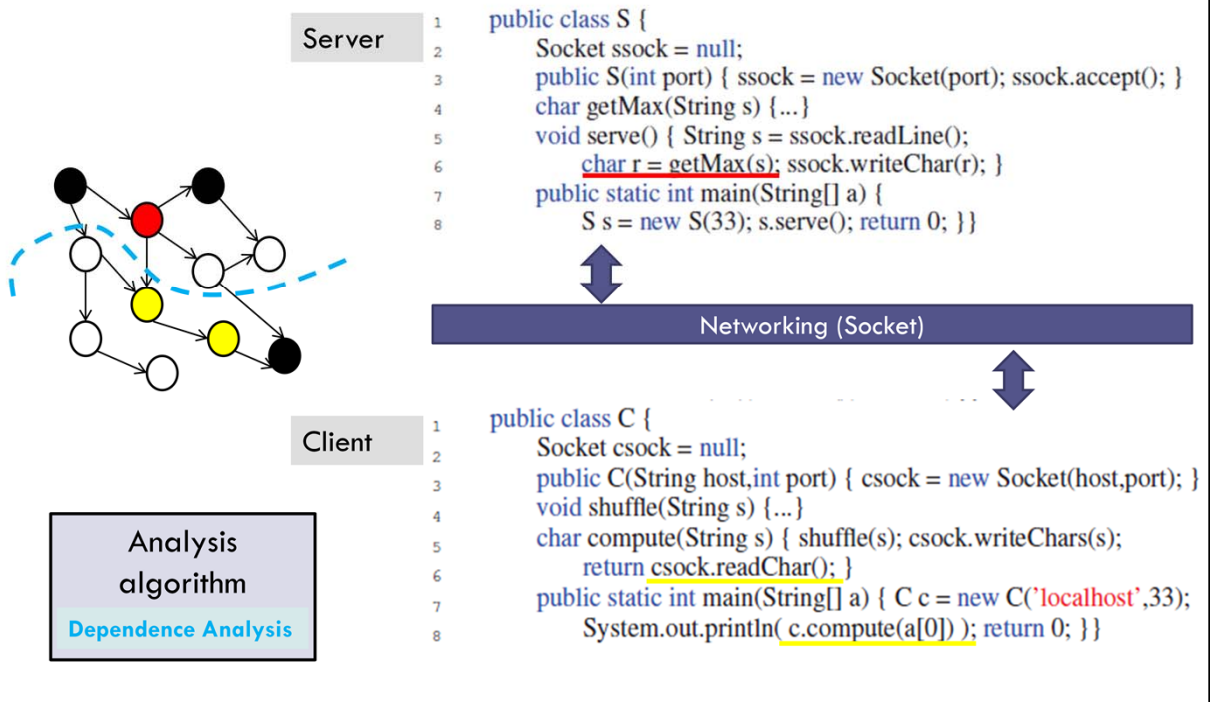 Server
1 public class S {
2 Socket ssock = null;
3 public S(int port) { ssock = new Socket(port); ssock.accept(); }
4 char getMax(String s) {...}
5 void serve() { String s = ssock.readLine();
6 char r = getMax(s); ssock.writeChar(r); }
7 public static int main(String[] a) {
8 S s = new S(33); s.serve(); return 0; }}
Networking (Socket)
Client
1 public class C {
2 Socket csock = null;
3 public C(String host,int port) { csock = new Socket(host,port); }
4 void shuffle(String s) {...}
5 char compute(String s) { shuffle(s); csock.writeChars(s);
6 return csock.readChar(); }
7 public static int main(String[] a) { C c = new C('localhost',33);
8 System.out.println( c.compute(a[0]) ); return 0; }}
Analysis
algorithm
Dependence Analysis